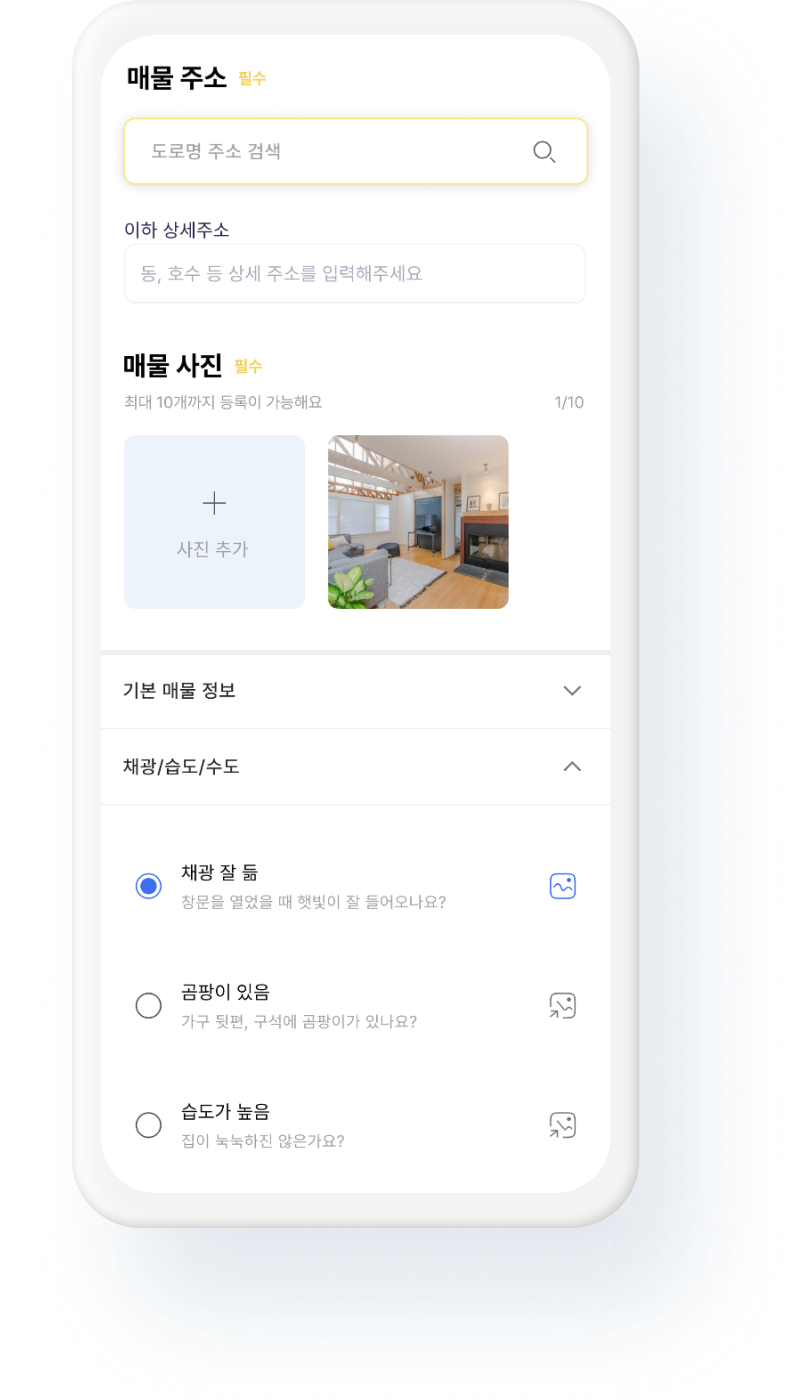 매물 주소 필수
도로명 주소 검색
이하 상세주소
동, 호수 등 상세 주소를 입력해주세요
매물 사진 필수
최대 10개까지 등록이 가능해요 1/10
사진 추가
기본 매물 정보
채광/습도/수도
채광 잘 듦
창문을 열었을 때 햇빛이 잘 들어오나요?
곰팡이 있음
가구 뒷편, 구석에 곰팡이가 있나요?
습도가 높음
집이 눅눅하진 않은가요?